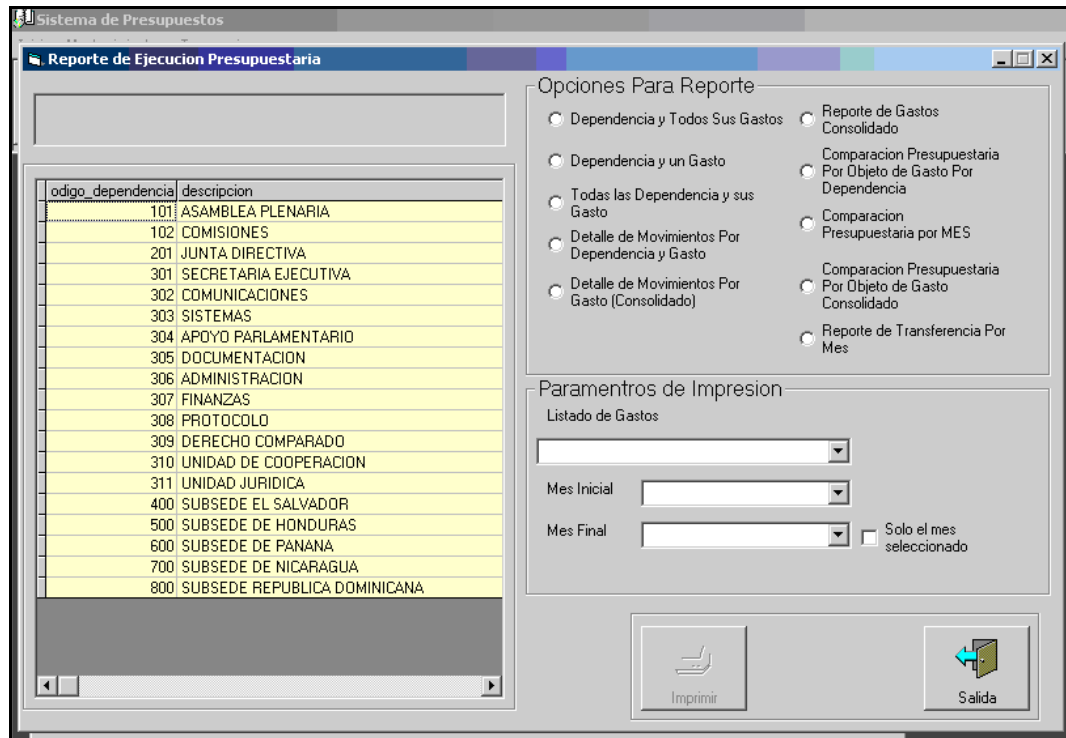 Sistema de Presupuestos
Reporte de Ejecucion Presupuestaria
odigo_dependencia descripcion
101 ASAMBLEA PLENARIA
102 COMISIONES
201 JUNTA DIRECTIVA
301 SECRETARIA EJECUTIVA
302 COMUNICACIONES
303 SISTEMAS
304 APOYO PARLAMENTARIO
305 DOCUMENTACION
306 ADMINISTRACION
307 FINANZAS
308 PROTOCOLO
309 DERECHO COMPARADO
310 UNIDAD DE COOPERACION
311 UNIDAD JURIDICA
400 SUBSEDE EL SALVADOR
500 SUBSEDE DE HONDURAS
600 SUBSEDE DE PANANA
700 SUBSEDE DE NICARAGUA
800 SUBSEDE REPUBLICA DOMINICANA
Opciones Para Reporte
Dependencia y Todos Sus Gastos
Dependencia y un Gasto
Todas las Dependencia y sus
Gasto
Detalle de Movimientos Por
Dependencia y Gasto
Detalle de Movimientos Por
Gasto (Consolidado)
Reporte de Gastos
Consolidado
Comparacion Presupuestaria
Por Objeto de Gasto Por
Dependencia
Comparacion
Presupuestaria por MES
Comparacion Presupuestaria
Por Objeto de Gasto
Consolidado
Reporte de Transferencia Por
Mes
Paramentros de Impresion
Listado de Gastos
Mes Inicial
Mes Final
Solo el mes
seleccionado
Imprimir
Salida